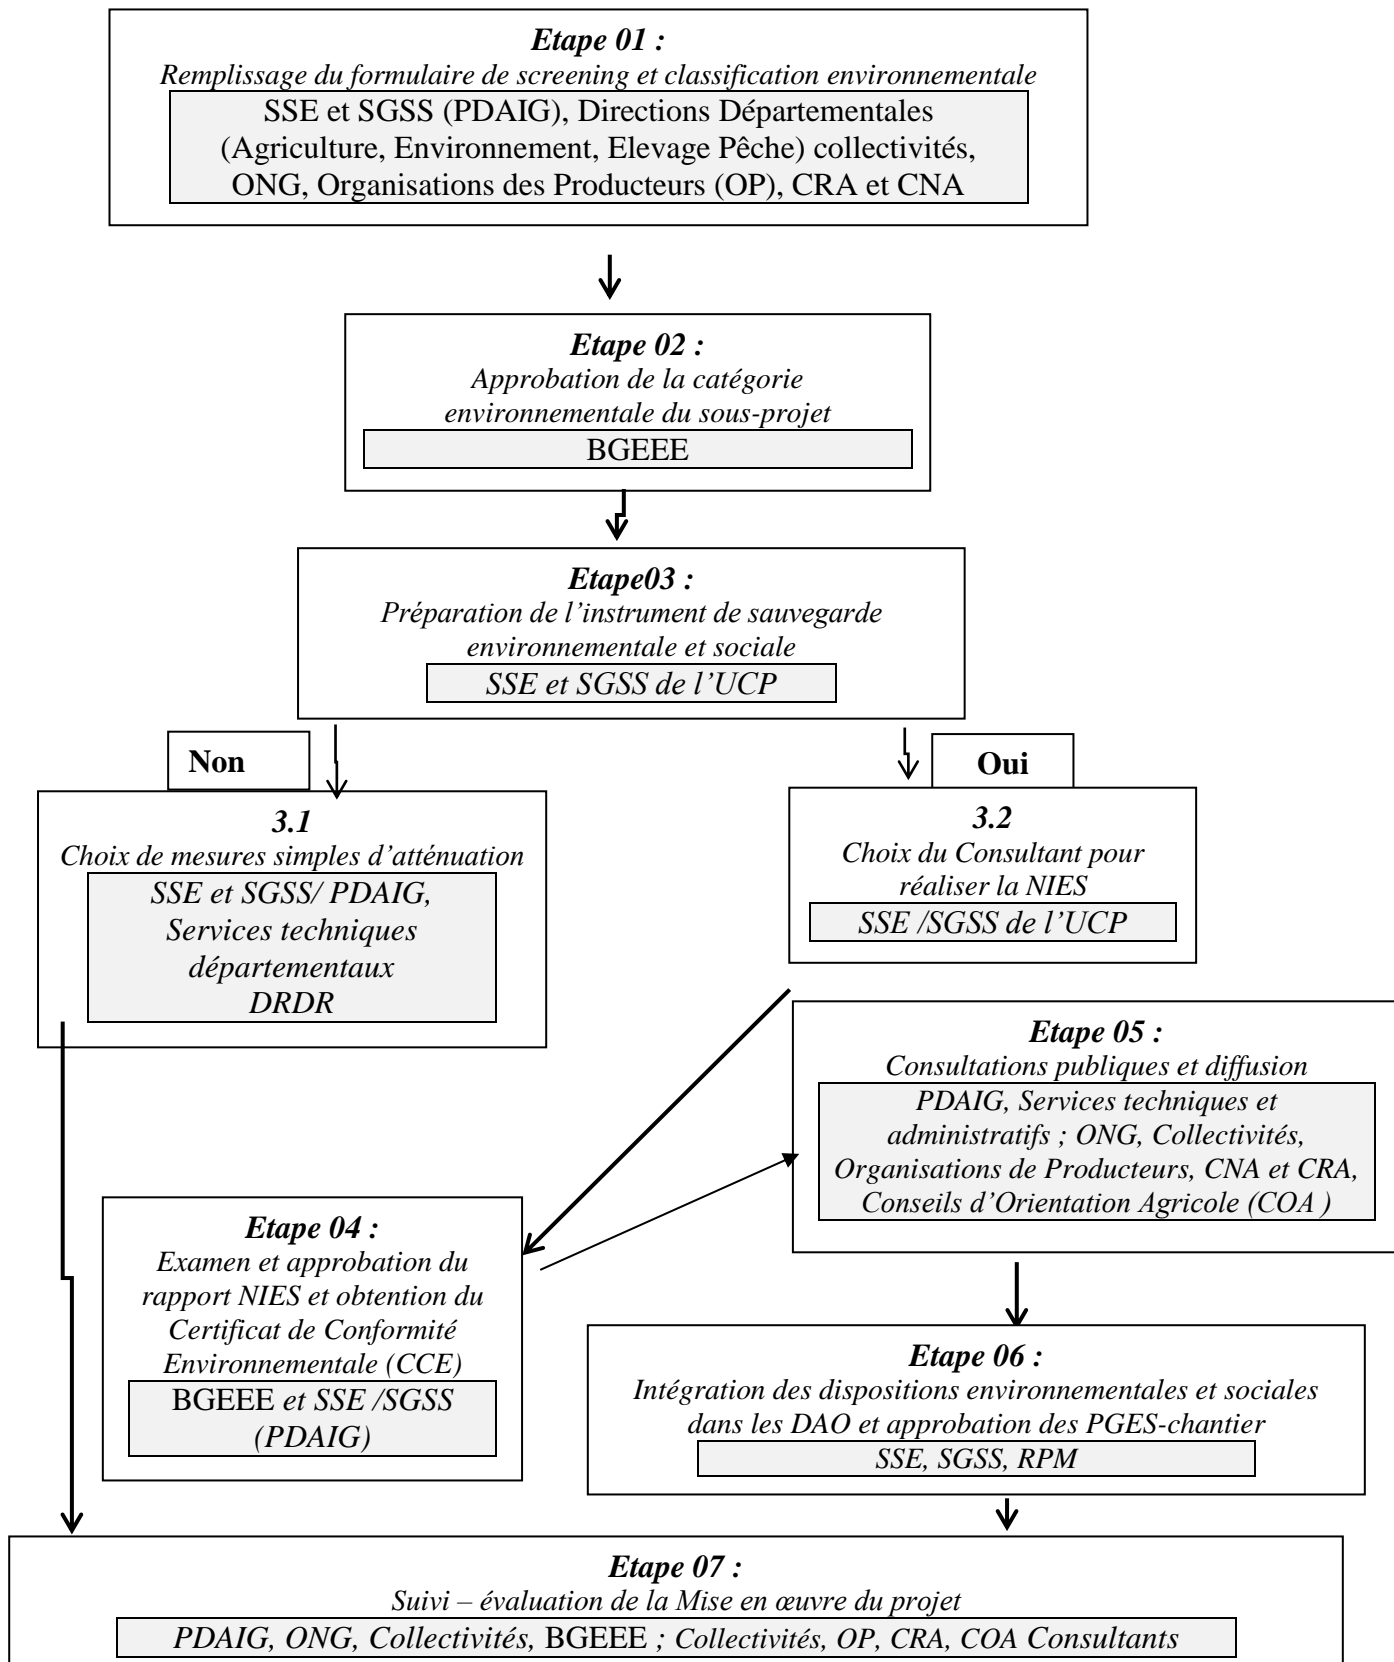 Etape 01 :
Remplissage du formulaire de screening et classification environnementale
SSE et SGSS (PDAIG), Directions Départementales
(Agriculture, Environnement, Elevage Pêche) collectivités,
ONG, Organisations des Producteurs (OP), CRA et CNA
Etape 02 :
Approbation de la catégorie
environnementale du sous-projet
BGEEE
Etape03 :
Préparation de l’instrument de sauvegarde
environnementale et sociale
SSE et SGSS de l’UCP
Non
Oui
3.1
Choix de mesures simples d’atténuation
SSE et SGSS/ PDAIG,
Services techniques
départementaux
DRDR
3.2
Choix du Consultant pour
réaliser la NIES
SSE /SGSS de l’UCP
Etape 04 :
Examen et approbation du
rapport NIES et obtention du
Certificat de Conformité
Environnementale (CCE)
BGEEE et SSE /SGSS
(PDAIG)
Etape 05 :
Consultations publiques et diffusion
PDAIG, Services techniques et
administratifs ; ONG, Collectivités,
Organisations de Producteurs, CNA et CRA,
Conseils d’Orientation Agricole (COA )
Etape 06 :
Intégration des dispositions environnementales et sociales
dans les DAO et approbation des PGES-chantier
SSE, SGSS, RPM
Etape 07 :
Suivi – évaluation de la Mise en œuvre du projet
PDAIG, ONG, Collectivités, BGEEE ; Collectivités, OP, CRA, COA Consultants